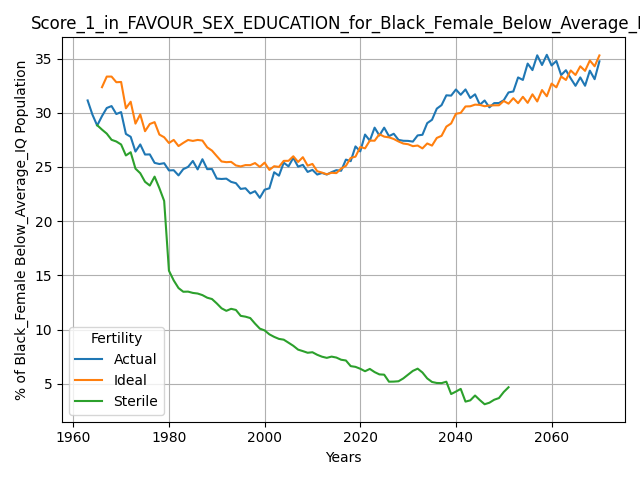 Score_1_in_FAVOUR_SEX_EDUCATION_for_Black_Female_Below_Average_I
% of Black_Female Below_Average_IQ Population
35
30
25
20
15
10
5
Fertility
Actual
Ideal
Sterile
1960 1980 2000 2020 2040 2060
Years